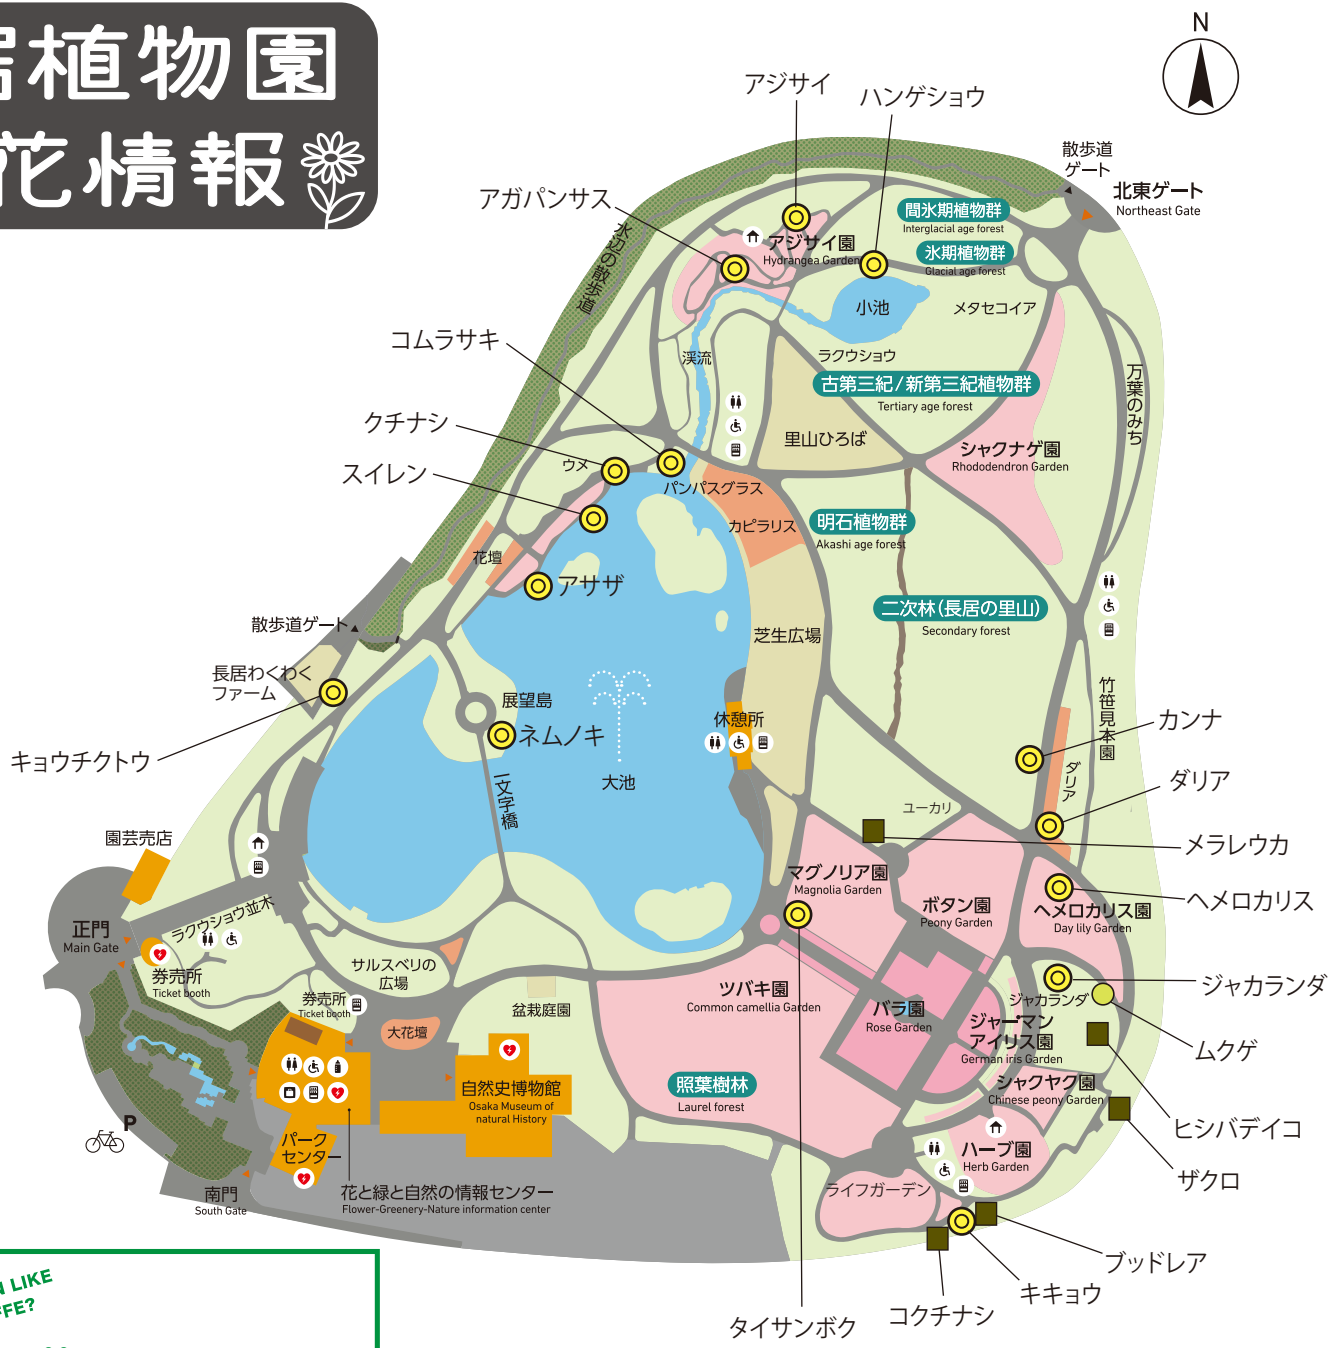 居植物園
花情報
N
アジサイ
ハンゲショウ
散歩道
ゲート
北東ゲート
Northeast Gate
アガパンサス
間氷期植物群
Interglacial age forest
氷期植物群
Glacial age forest
アジサイ園
Hydrangea Garden
水辺の散歩道
小池
メタセコイア
コムラサキ
渓流
ラクウショウ
古第三紀/新第三紀植物群
Tertiary age forest
万葉のみち
クチナシ
里山ひろば
シャクナゲ園
Rhododendron Garden
スイレン
ウメ
パンパスグラス
カピラリス
明石植物群
Akashi age forest
花壇
アサザ
二次林(長居の里山)
Secondary forest
散歩道ゲート
芝生広場
長居わくわく
ファーム
展望島
休憩所
竹笹見本園
カンナ
ネムノキ
キョウチクトウ
大池
一文字橋
ダリア
ダリア
ユーカリ
園芸売店
メラレウカ
マグノリア園
Magnolia Garden
ヘメロカリス
ボタン園
Peony Garden
ヘメロカリス園
Day lily Garden
正門
Main Gate
ラクウショウ並木
券売所
Ticket booth
サルスベリの
広場
ジャカランダ
券売所
Ticket booth
盆栽庭園
ツバキ園
Common camellia Garden
バラ園
Rose Garden
ジャカランダ
大花壇
ジャーマン
アイリス園
German iris Garden
ムクゲ
自然史博物館
Osaka Museum of
natural History
照葉樹林
Laurel forest
シャクヤク園
Chinese peony Garden
ヒシバデイコ
P
パーク
センター
ハーブ園
Herb Garden
ザクロ
南門
South Gate
花と緑と自然の情報センター
Flower-Greenery-Nature information center
ライフガーデン
ブッドレア
キキョウ
コクチナシ
タイサンボク
N LIKE
FFE?